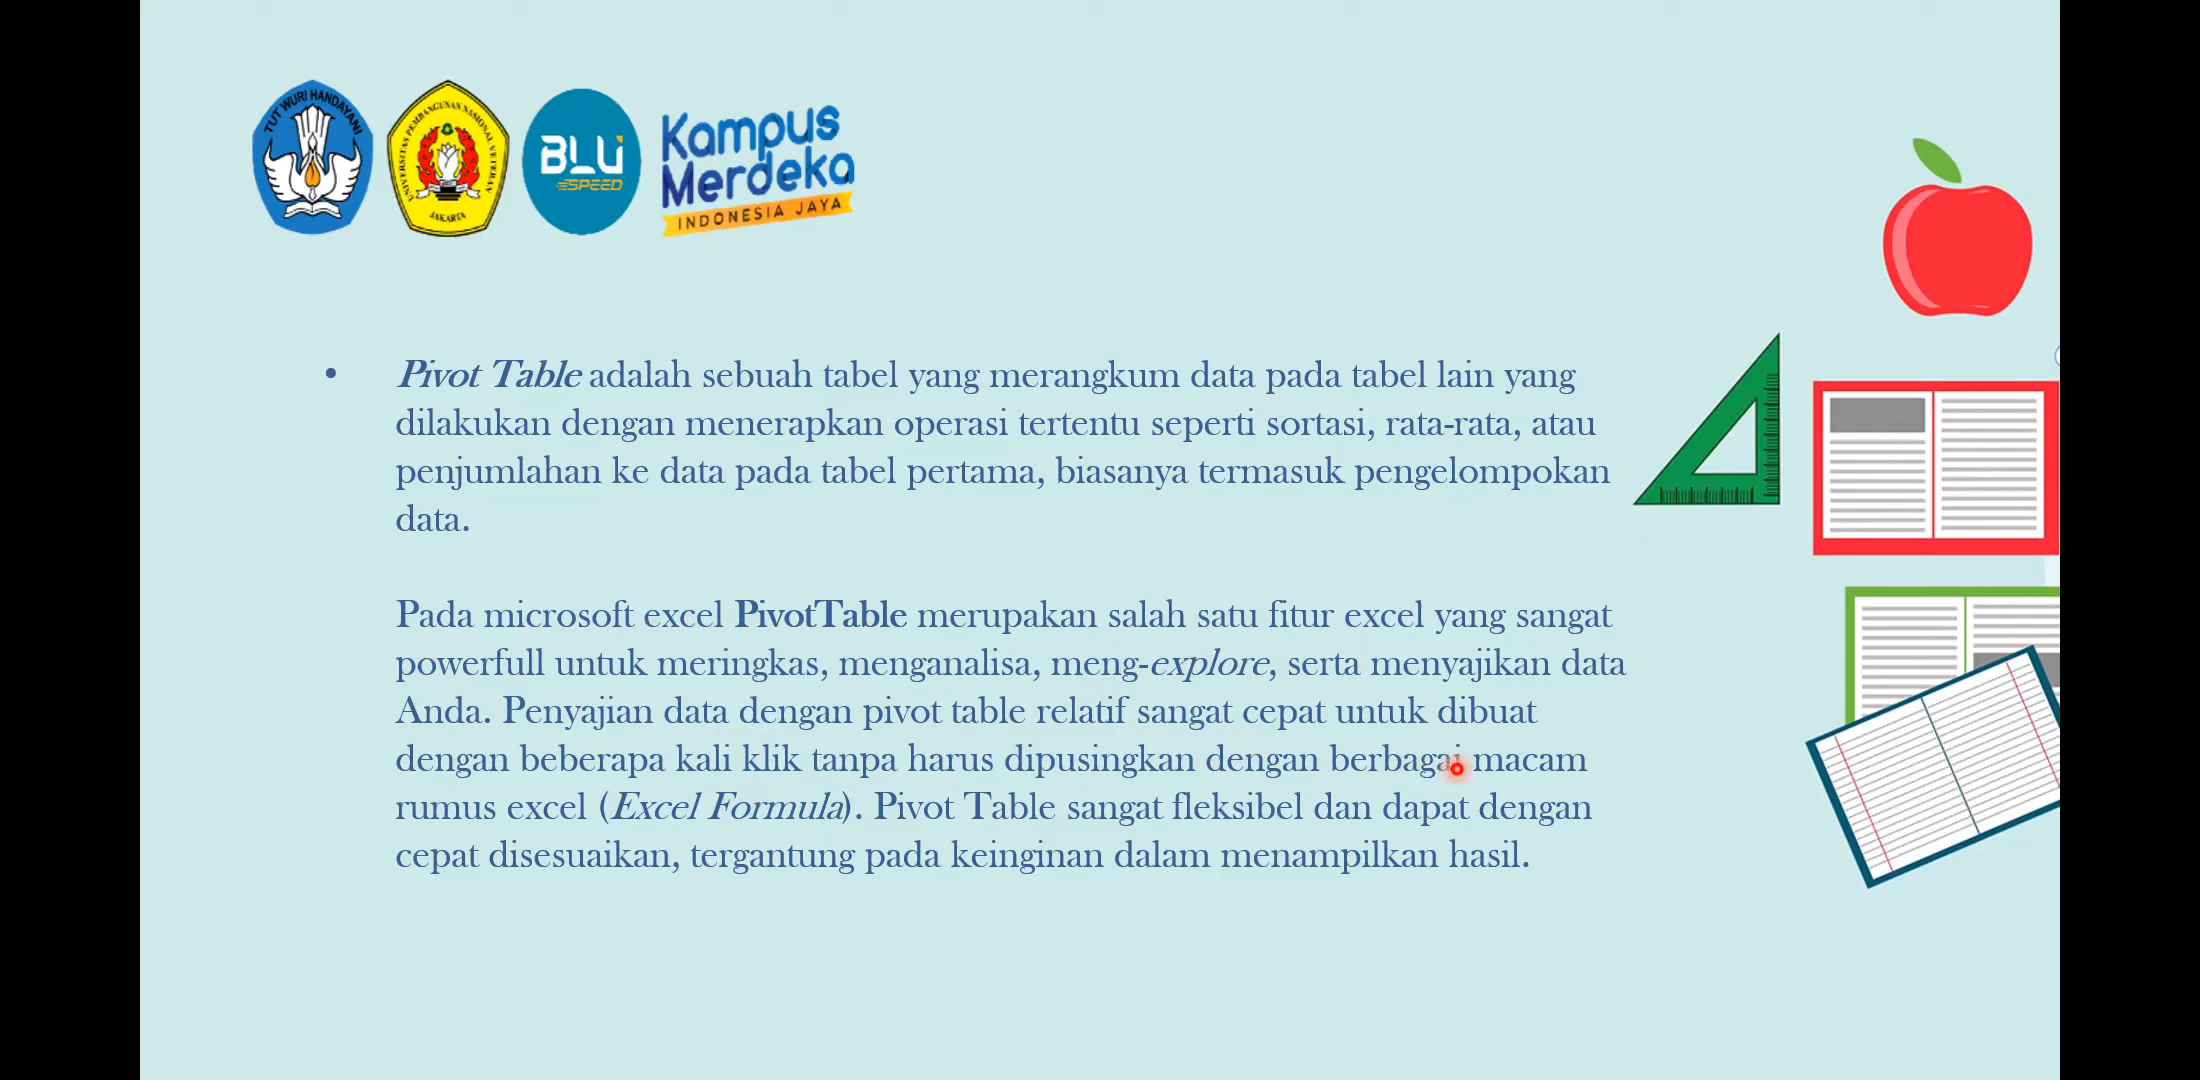 TUT WURI HANDAYANI
UNIVERSITAS PEMBANGUNAN NASIONAL VETERAN
JAKARTA
BLU
SPEED
Kampus
Merdeka
INDONESIA JAYA
• Pivot Table adalah sebuah tabel yang merangkum data pada tabel lain yang
dilakukan dengan menerapkan operasi tertentu seperti sortasi, rata-rata, atau
penjumlahan ke data pada tabel pertama, biasanya termasuk pengelompokan
data.
Pada microsoft excel PivotTable merupakan salah satu fitur excel yang sangat
powerfull untuk meringkas, menganalisa, meng-explore, serta menyajikan data
Anda. Penyajian data dengan pivot table relatif sangat cepat untuk dibuat
dengan beberapa kali klik tanpa harus dipusingkan dengan berbagai macam
rumus excel (Excel Formula). Pivot Table sangat fleksibel dan dapat dengan
cepat disesuaikan, tergantung pada keinginan dalam menampilkan hasil.